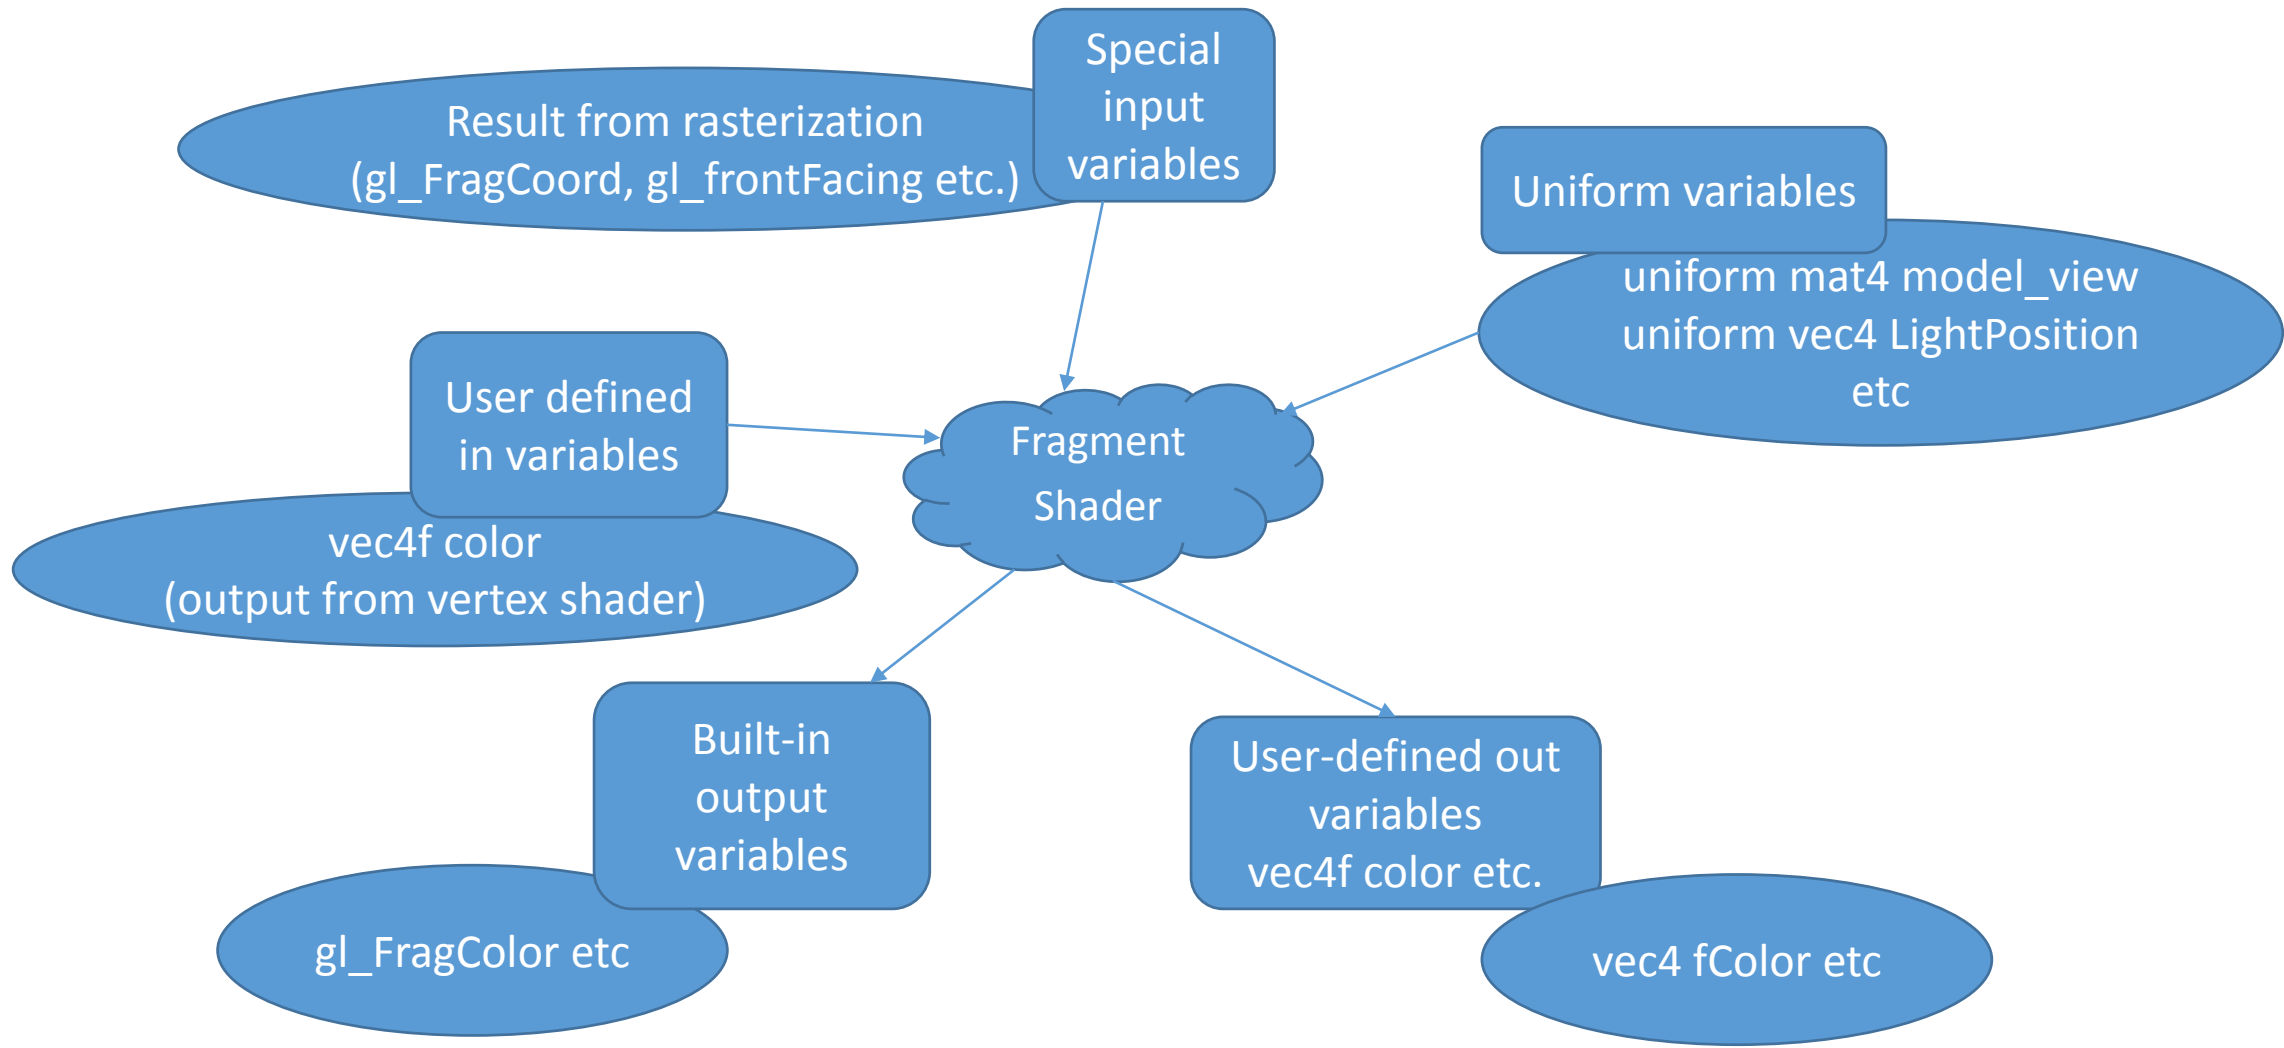 Special
input
variables
Result from rasterization
(gl_FragCoord, gl_frontFacing etc.)
Uniform variables
uniform mat4 model_view
uniform vec4 LightPosition
etc
User defined
in variables
vec4f color
(output from vertex shader)
Fragment
Shader
Built-in
output
variables
gl_FragColor etc
User-defined out
variables
vec4f color etc.
vec4 fColor etc